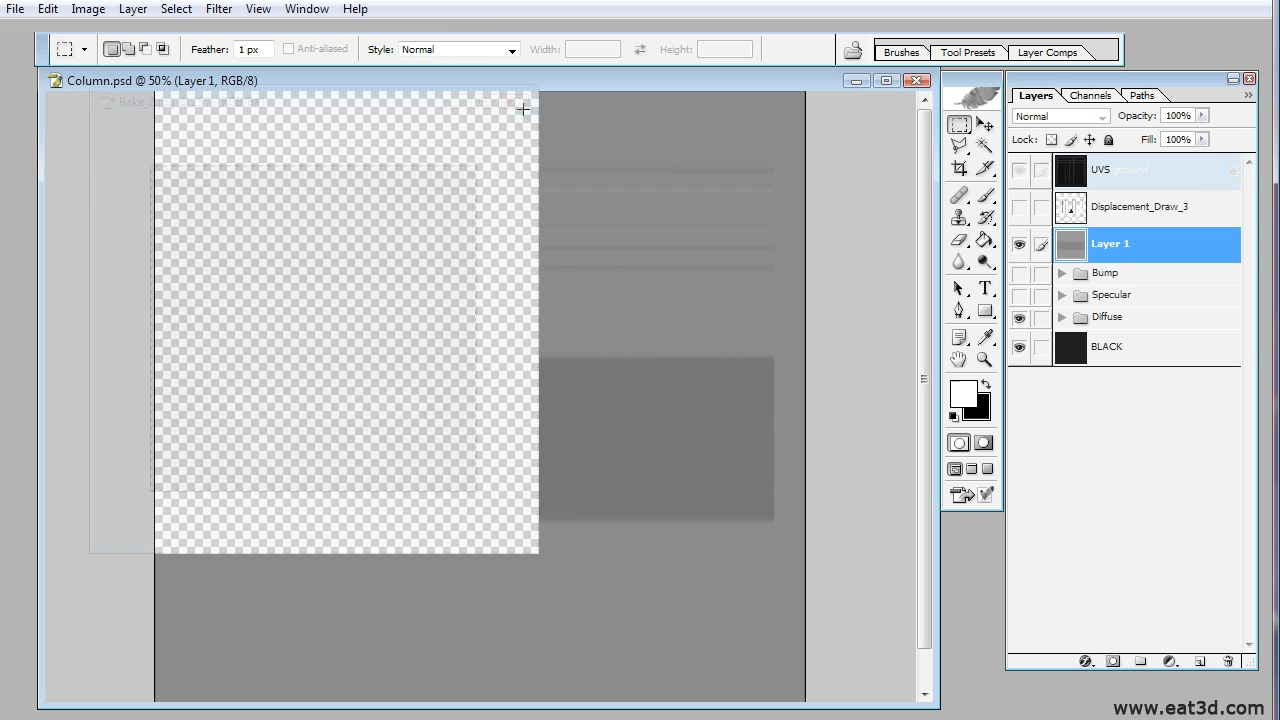 File Edit Image Layer Select Filter View Window Help
Feather: 1 px Anti-aliased Style: Normal Width: Height: Brushes Tool Presets Layer Comps
Column.psd @ 50% (Layer 1, RGB/8)
Layers Channels Paths
Normal Opacity: 100%
Lock: Fill: 100%
UVS
Displacement_Draw_3
Layer 1
Bump
Specular
Diffuse
BLACK
T
www.eat3d.com